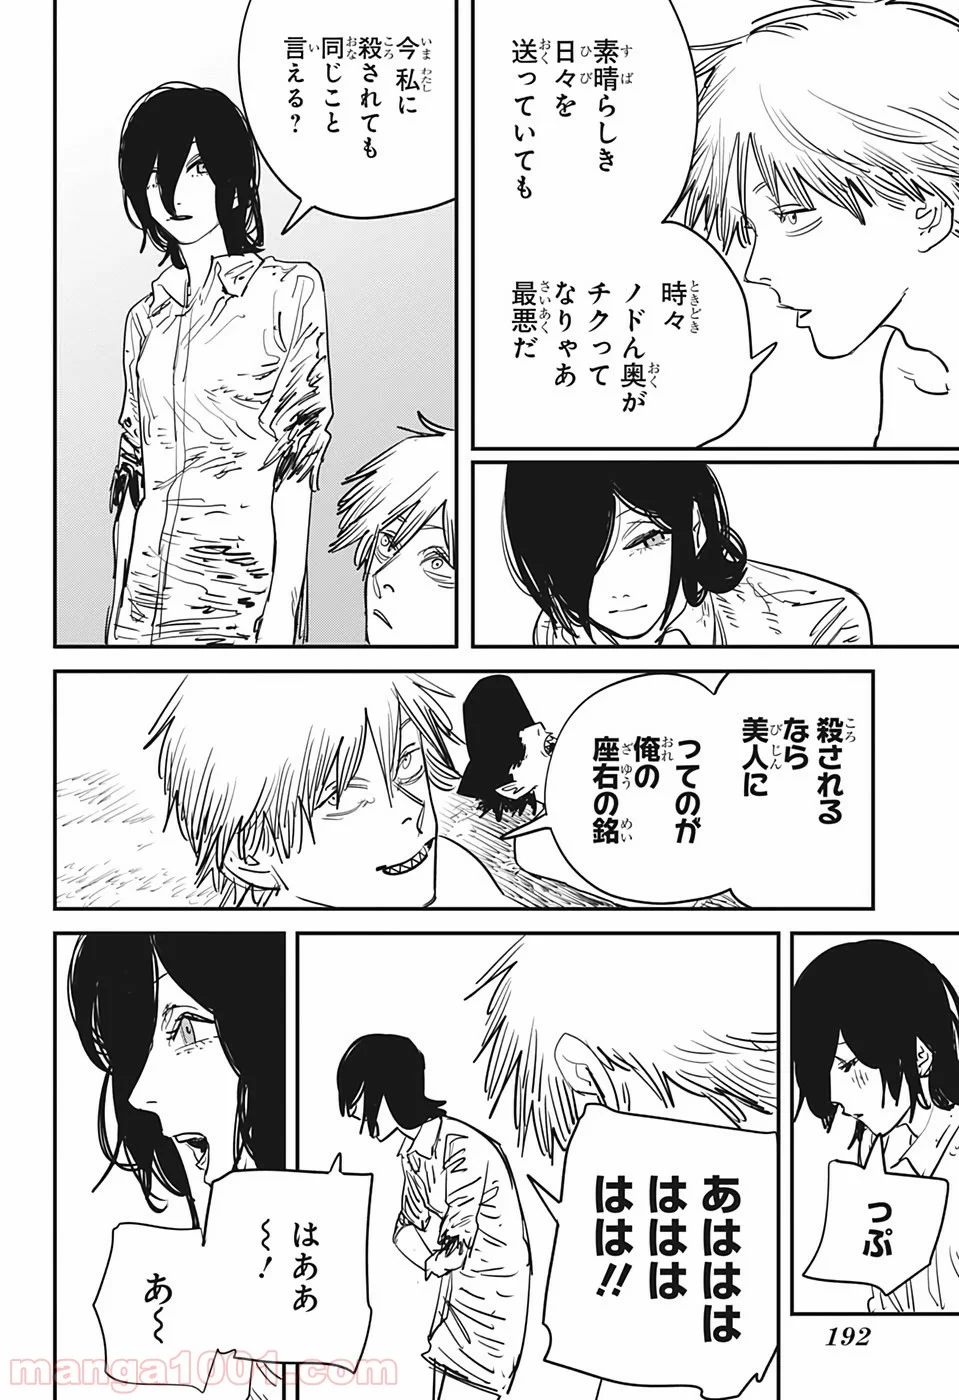 素晴らしき
日々を
送っていても
時々
ノドん奥が
チクって
なりゃあ
最悪だ
今私に
殺されても
同じこと
言える?
殺される
なら
美人に
つてのが
俺の
座右の銘
っぷ
あはははは
はははは
はは!!
はああ
〜!
あ〜
192
manga1001.com